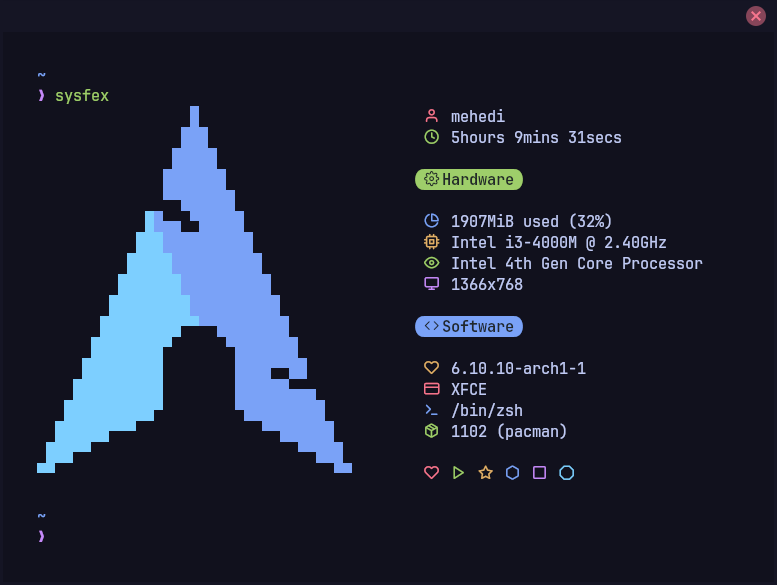 ~
❯ sysfex
mehedi
5hours 9mins 31secs
Hardware
1907MiB used (32%)
Intel i3-4000M @ 2.40GHz
Intel 4th Gen Core Processor
1366x768
Software
6.10.10-arch1-1
XFCE
/bin/zsh
1102 (pacman)
~
❯